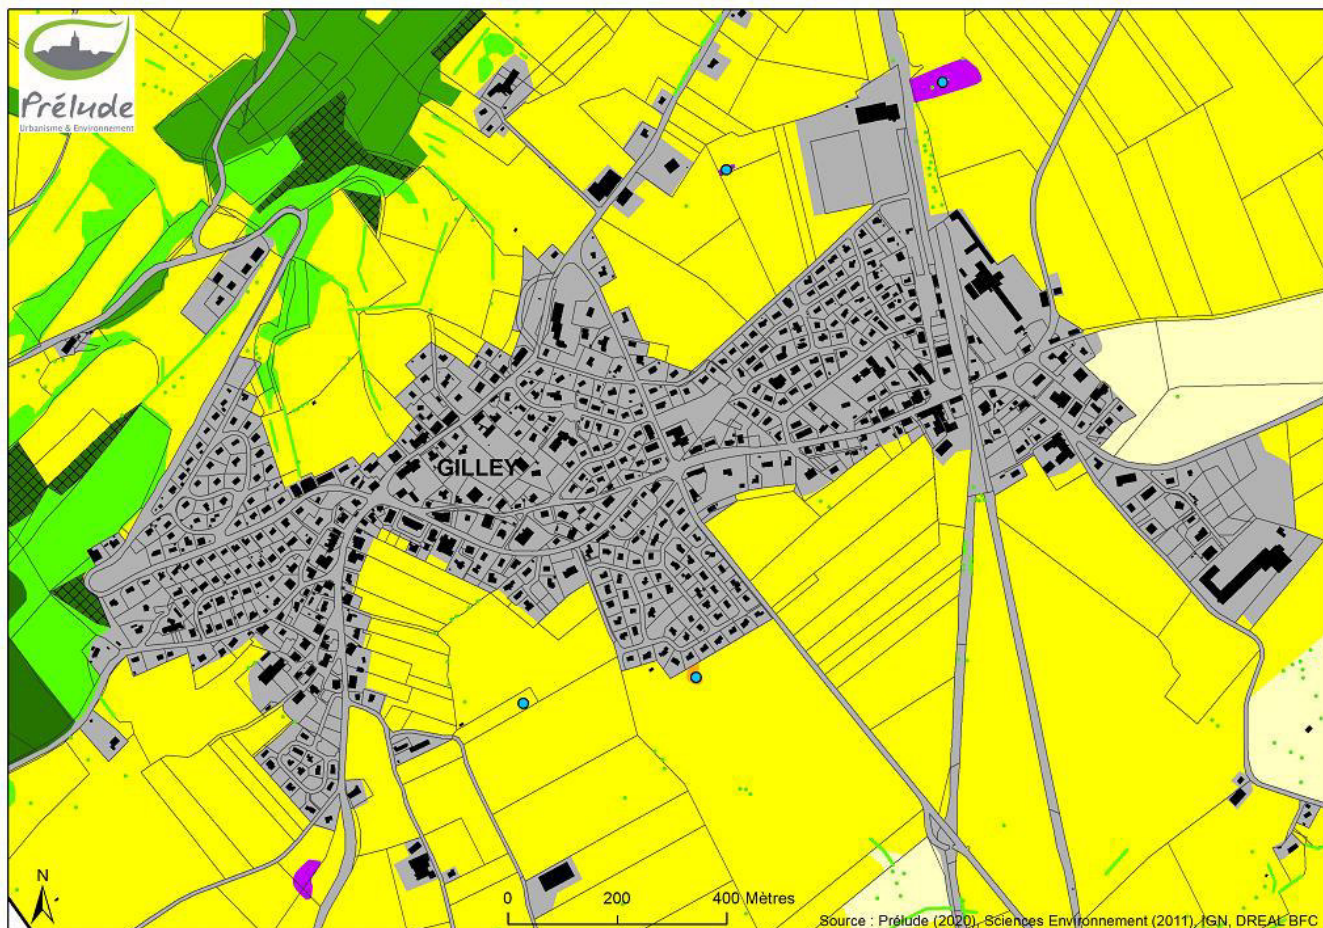 Prélude
Urbanisme & Environnement
GILLEY
N
0 200 400 Mètres
Source : Prélude (2020), Sciences Environnement (2011), IGN, DREAL BFC